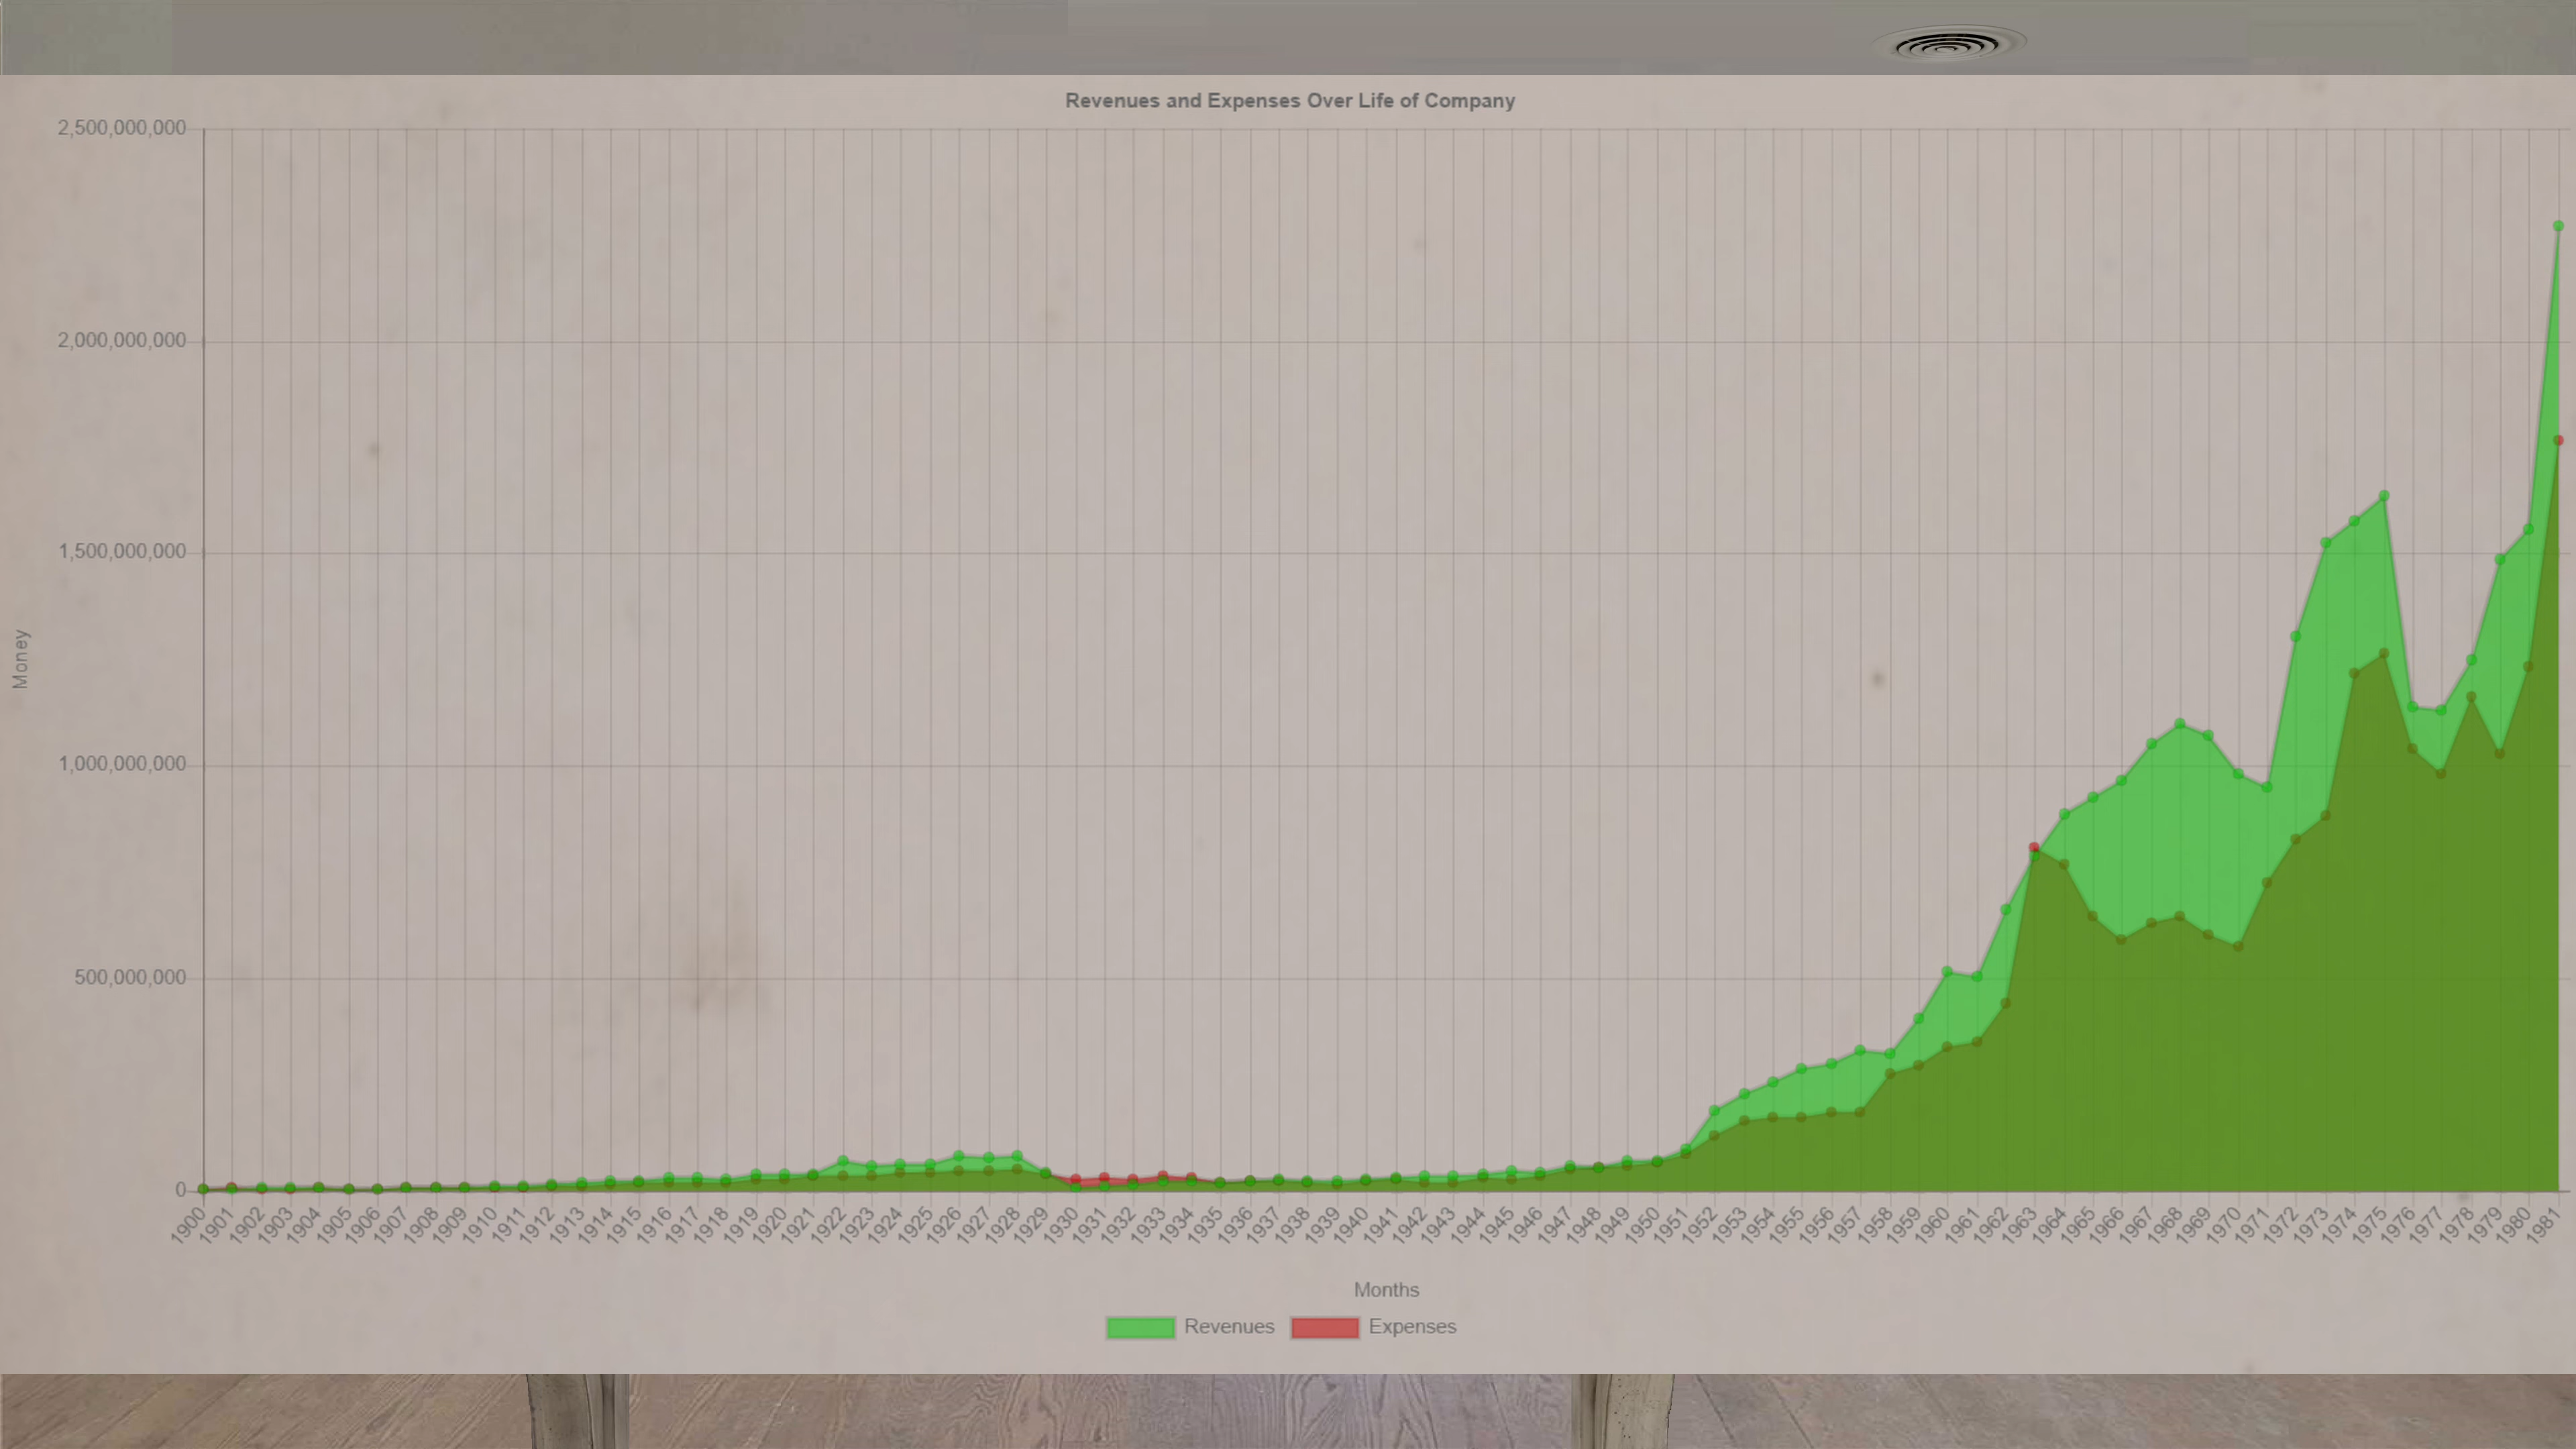 Revenues and Expenses Over Life of Company
2,500,000,000
2,000,000,000
1,500,000,000
1,000,000,000
500,000,000
0
Money
1900 1901 1902 1903 1904 1905 1906 1907 1908 1909 1910 1911 1912 1913 1914 1915 1916 1917 1918 1919 1920 1921 1922 1923 1924 1925 1926 1927 1928 1929 1930 1931 1932 1933 1934 1935 1936 1937 1938 1939 1940 1941 1942 1943 1944 1945 1946 1947 1948 1949 1950 1951 1952 1953 1954 1955 1956 1957 1958 1959 1960 1961 1962 1963 1964 1965 1966 1967 1968 1969 1970 1971 1972 1973 1974 1975 1976 1977 1978 1979 1980 1981
Months
Revenues Expenses